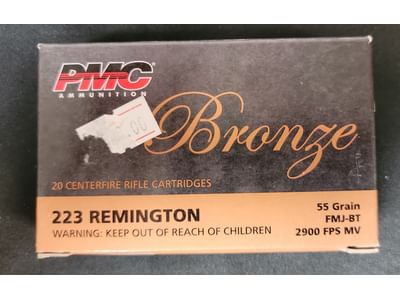 PMC
AMMUNITION
.00
Bronze
20 CENTERFIRE RIFLE CARTRIDGES
223 REMINGTON
55 Grain
FMJ-BT
WARNING: KEEP OUT OF REACH OF CHILDREN
2900 FPS MV